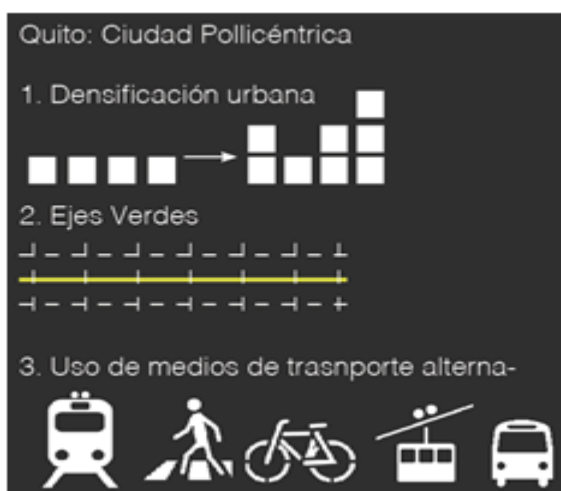 Quito: Ciudad Pollicéntrica
1. Densificación urbana
2. Ejes Verdes
3. Uso de medios de trasnporte alterna-